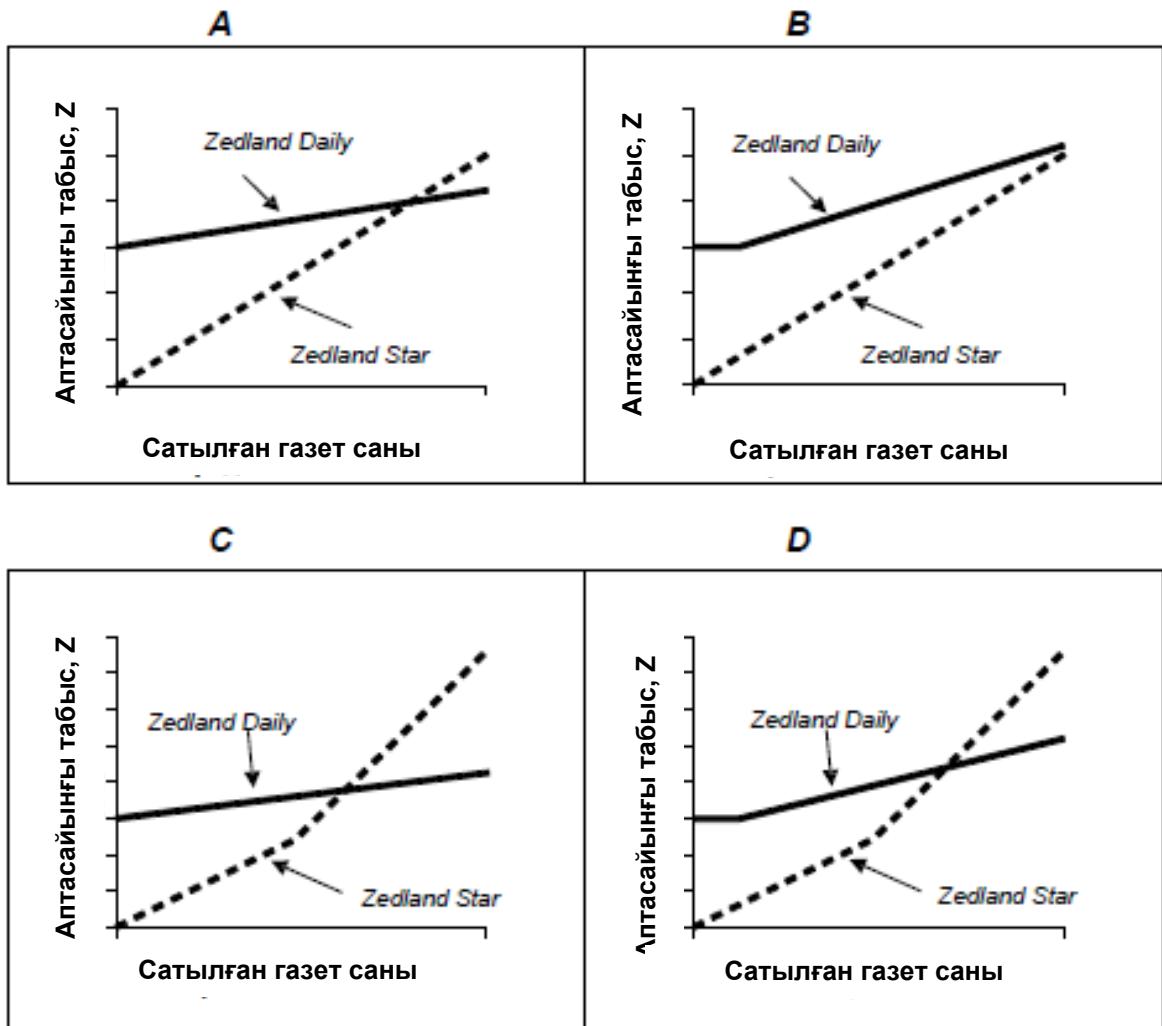 A
B
Аптасайынғы табыс, Z
Zedland Daily
Zedland Star
Сатылған газет саны
Аптасайынғы табыс, Z
Zedland Daily
Zedland Star
Сатылған газет саны
C
D
Аптасайынғы табыс, Z
Zedland Daily
Zedland Star
Сатылған газет саны
Аптасайынғы табыс, Z
Zedland Daily
Zedland Star
Сатылған газет саны